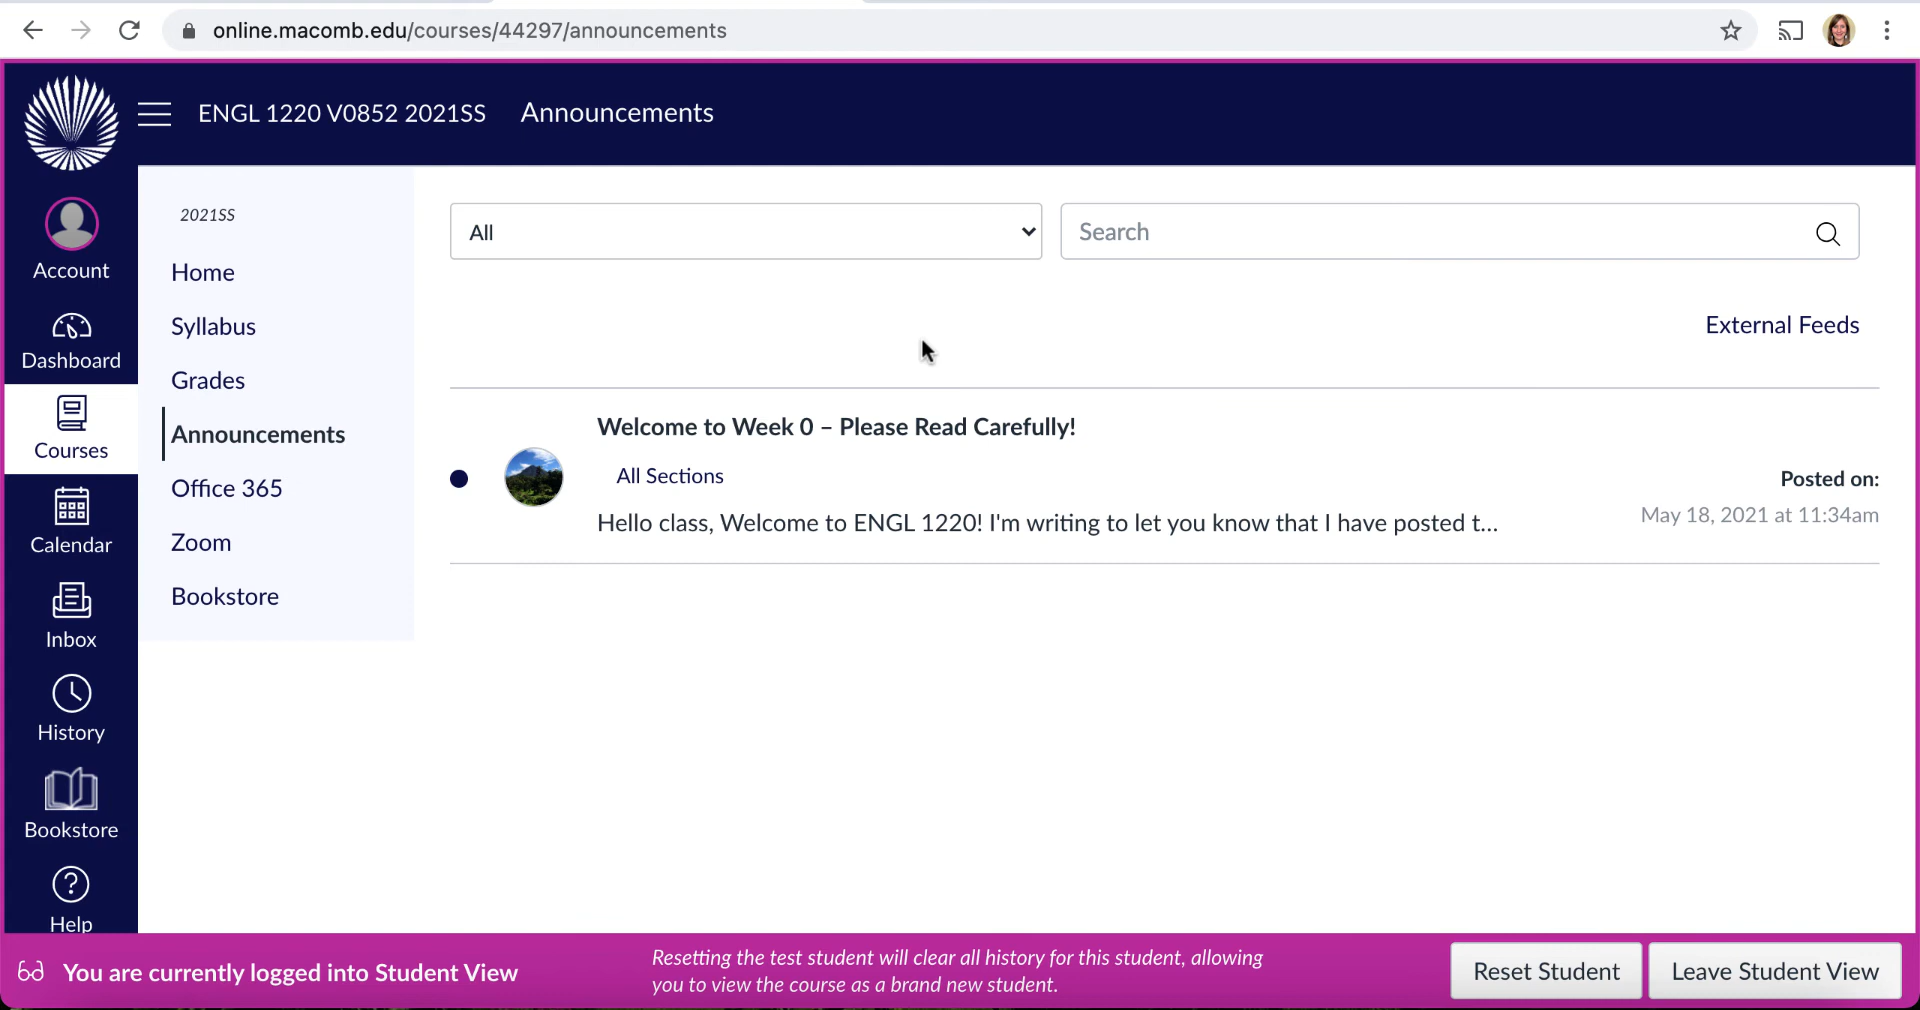 online.macomb.edu/courses/44297/announcements
ENGL 1220 V0852 2021SS
Announcements
Account
Dashboard
Courses
Calendar
Inbox
History
Bookstore
Help
2021SS
Home
Syllabus
Grades
Announcements
Office 365
Zoom
Bookstore
All
Search
External Feeds
Welcome to Week 0 – Please Read Carefully!
All Sections
Hello class, Welcome to ENGL 1220! I'm writing to let you know that I have posted t...
Posted on:
May 18, 2021 at 11:34am
You are currently logged into Student View
Resetting the test student will clear all history for this student, allowing
you to view the course as a brand new student.
Reset Student
Leave Student View